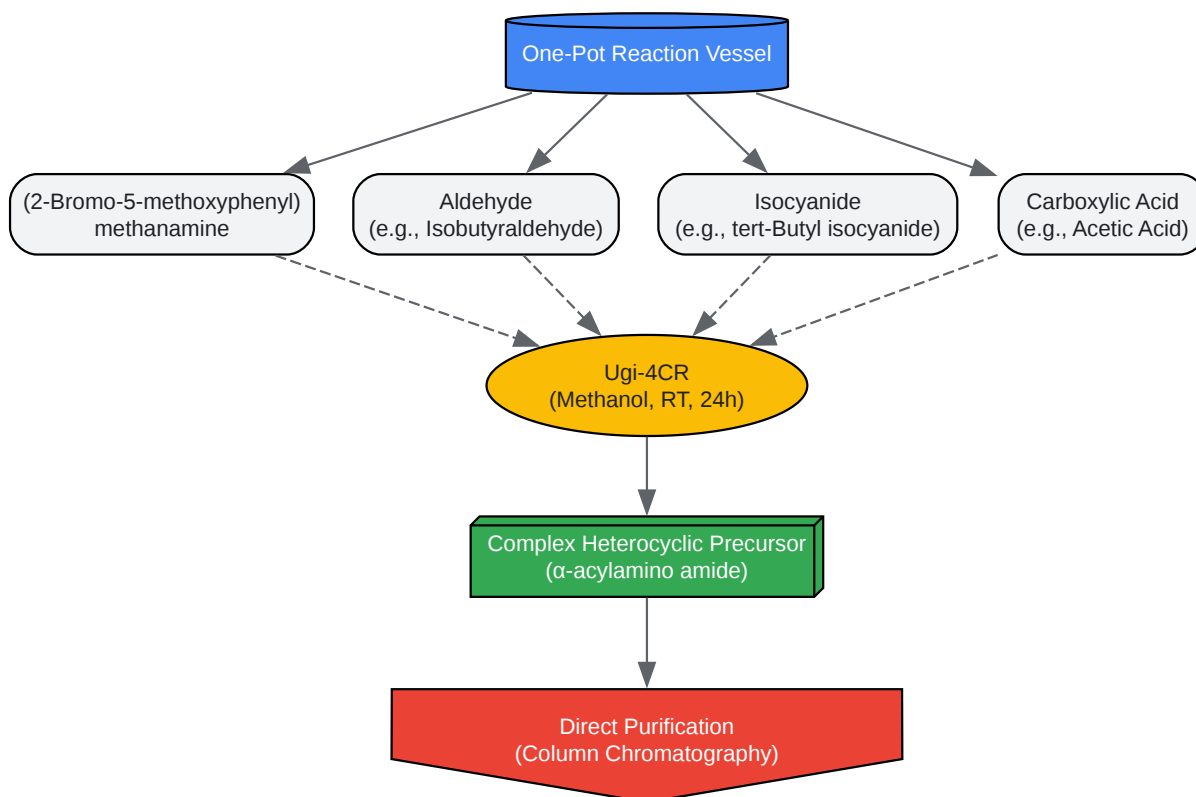 One-Pot Reaction Vessel
(2-Bromo-5-methoxyphenyl)
methanamine
Aldehyde
(e.g., Isobutyraldehyde)
Isocyanide
(e.g., tert-Butyl isocyanide)
Carboxylic Acid
(e.g., Acetic Acid)
Ugi-4CR
(Methanol, RT, 24h)
Complex Heterocyclic Precursor
(α-acylamino amide)
Direct Purification
(Column Chromatography)